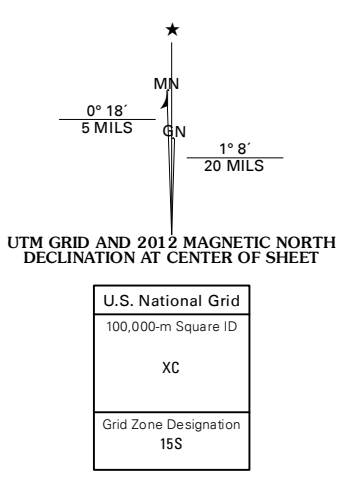 MN
0° 18´
5 MILS
GN
1° 8´
20 MILS
UTM GRID AND 2012 MAGNETIC NORTH
DECLINATION AT CENTER OF SHEET
U.S. National Grid
100,000-m Square ID
XC
Grid Zone Designation
15S